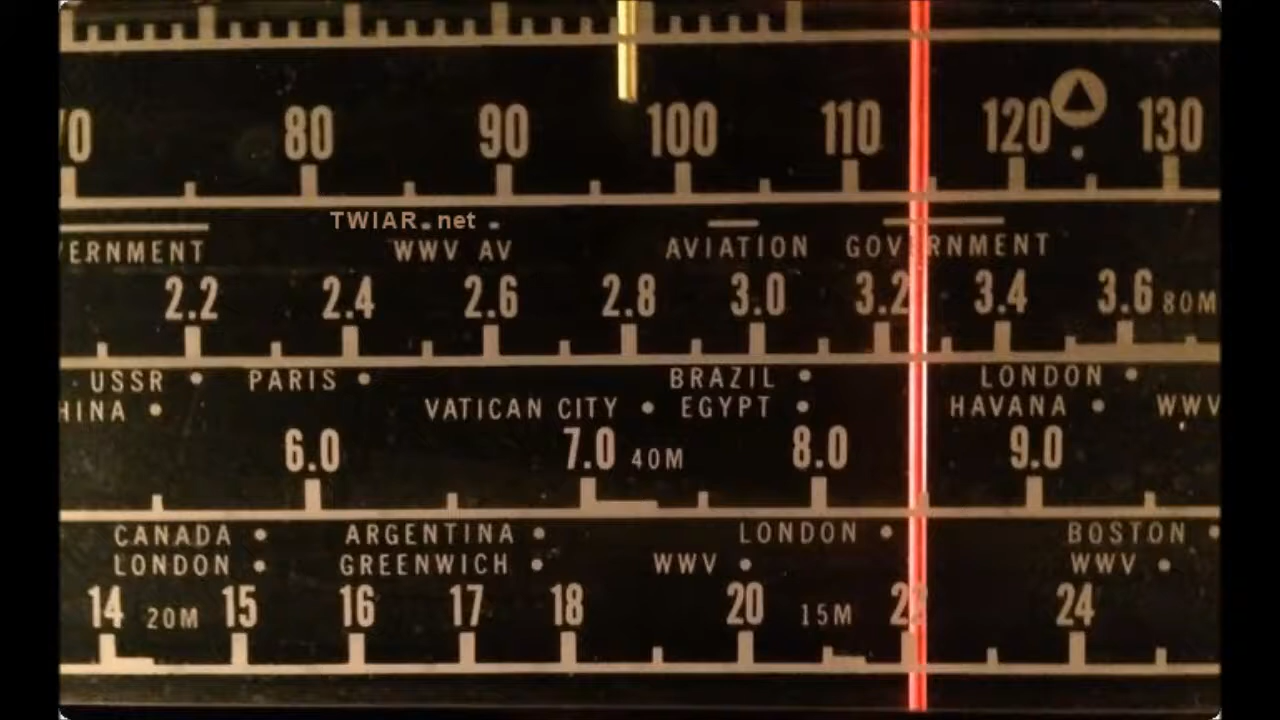 70 80 90 100 110 120 130
TWIAR.net
ERNMENT WWV AV AVIATION GOVERNMENT
2.2 2.4 2.6 2.8 3.0 3.2 3.4 3.6 80M
USSR PARIS BRAZIL LONDON
HINA VATICAN CITY EGYPT HAVANA WWV
6.0 7.0 40M 8.0 9.0
CANADA ARGENTINA LONDON BOSTON
LONDON GREENWICH WWV WWV
14 20M 15 16 17 18 20 15M 22 24